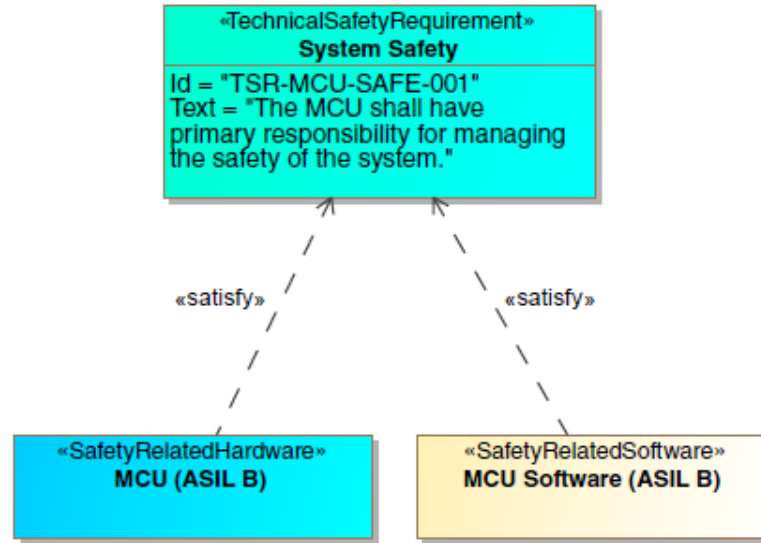 «TechnicalSafetyRequirement»
System Safety
Id = "TSR-MCU-SAFE-001"
Text = "The MCU shall have
primary responsibility for managing
the safety of the system."
«satisfy»
«satisfy»
«SafetyRelatedHardware»
MCU (ASIL B)
«SafetyRelatedSoftware»
MCU Software (ASIL B)